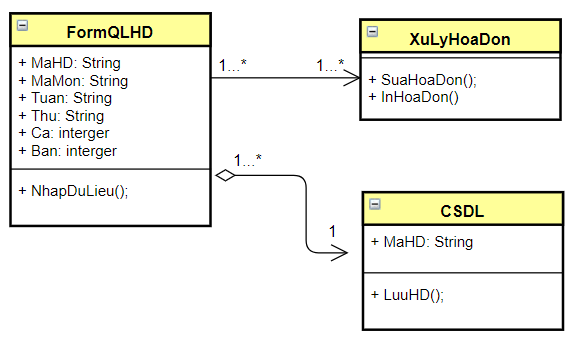 FormQLHD
+ MaHD: String
+ MaMon: String
+ Tuan: String
+ Thu: String
+ Ca: interger
+ Ban: interger
+ NhapDuLieu();
1...*
1...*
XuLyHoaDon
+ SuaHoaDon();
+ InHoaDon()
1...*
1
CSDL
+ MaHD: String
+ LuuHD();